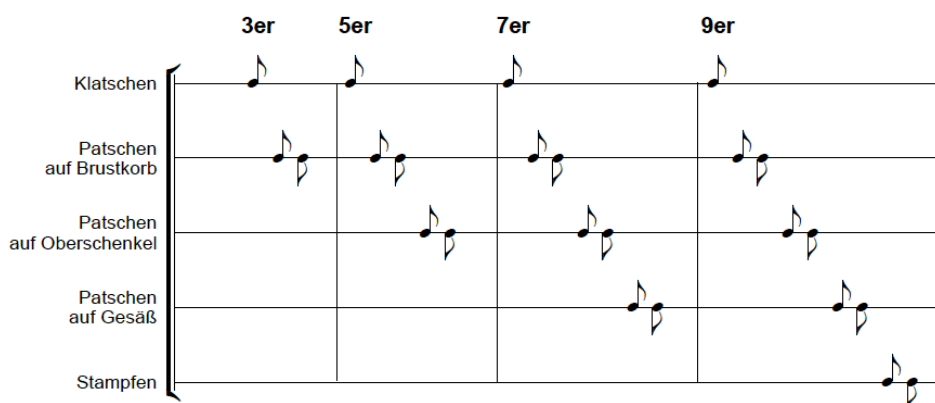 3er 5er 7er 9er
Klatschen
Patschen
auf Brustkorb
Patschen
auf Oberschenkel
Patschen
auf Gesäß
Stampfen